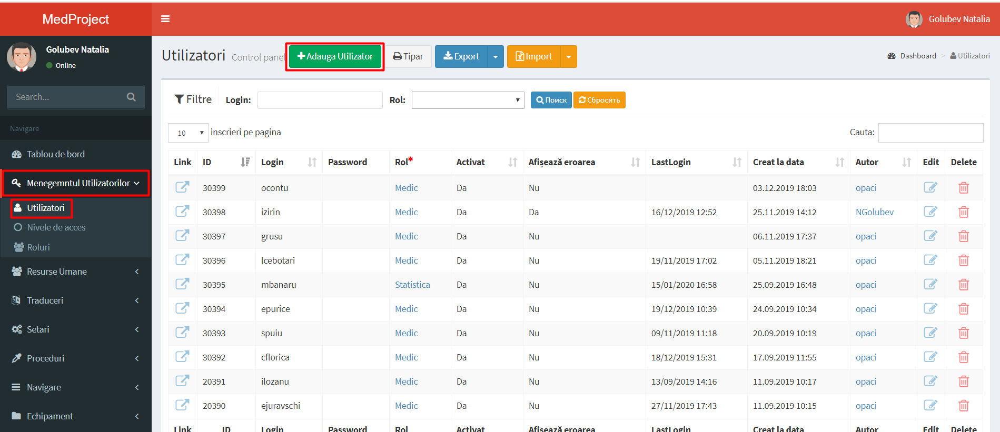 MedProject
Golubev Natalia
Golubev Natalia
Online
Search...
Navigare
Tablou de bord
Menegemntul Utilizatorilor
Utilizatori
Nivele de acces
Roluri
Resurse Umane
Traduceri
Setari
Proceduri
Navigare
Echipament
Utilizatori Control panel Adauga Utilizator Tipar Export Import Dashboard > Utilizatori
Filtre Login: Rol: Поиск Сбросить
10 inscrieri pe pagina Cauta:
Link ID Login Password Rol* Activat Afișează eroarea LastLogin Creat la data Autor Edit Delete
30399 ocontu Medic Da Nu 03.12.2019 18:03 opaci
30398 izirin Medic Da Da 16/12/2019 12:52 25.11.2019 14:12 NGolubev
30397 grusu Medic Da Nu 06.11.2019 17:37 opaci
30396 lcebotari Medic Da Nu 19/11/2019 17:02 05.11.2019 18:21 opaci
30395 mbanaru Statistica Da Nu 15/01/2020 16:58 25.09.2019 16:48 opaci
30394 epurice Medic Da Nu 19/12/2019 10:39 24.09.2019 10:34 opaci
30393 spuiu Medic Da Nu 09/11/2019 11:18 20.09.2019 10:19 opaci
30392 cflorica Medic Da Nu 18/12/2019 15:31 17.09.2019 11:55 opaci
20391 ilozanu Medic Da Nu 13/09/2019 14:16 11.09.2019 10:17 opaci
20390 ejuravschi Medic Da Nu 27/11/2019 17:43 11.09.2019 10:15 opaci
Link ID Login Password Rol Activat Afișează eroarea LastLogin Creat la data Autor Edit Delete